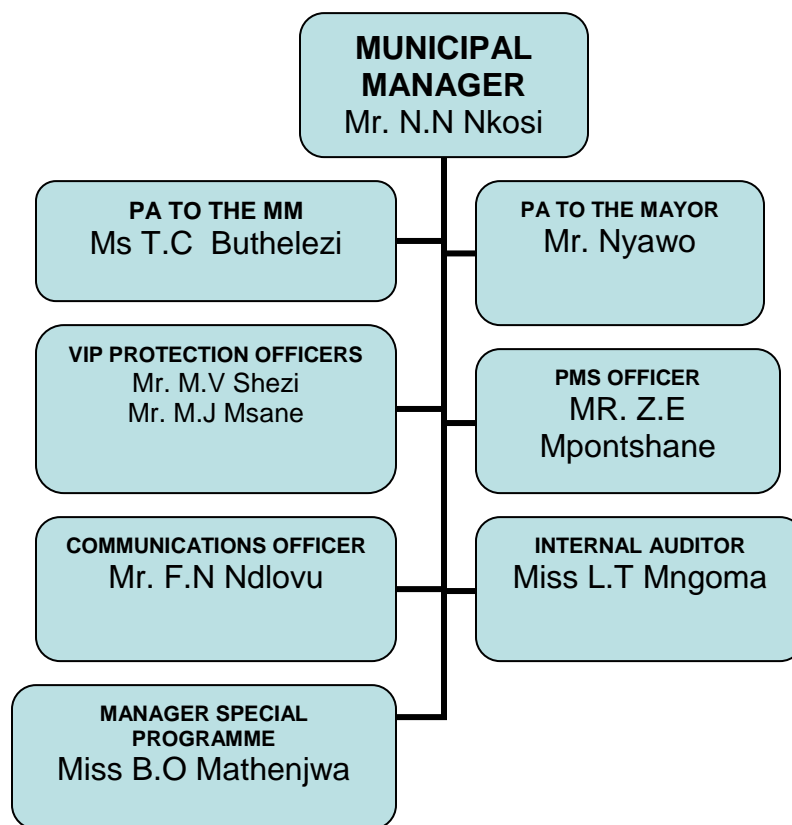 MUNICIPAL
MANAGER
Mr. N.N Nkosi
PA TO THE MM
Ms T.C  Buthelezi
PA TO THE MAYOR
Mr. Nyawo
VIP PROTECTION OFFICERS
Mr. M.V Shezi
Mr. M.J Msane
PMS OFFICER
MR. Z.E
Mpontshane
COMMUNICATIONS OFFICER
Mr. F.N Ndlovu
INTERNAL AUDITOR
Miss L.T Mngoma
MANAGER SPECIAL
PROGRAMME
Miss B.O Mathenjwa